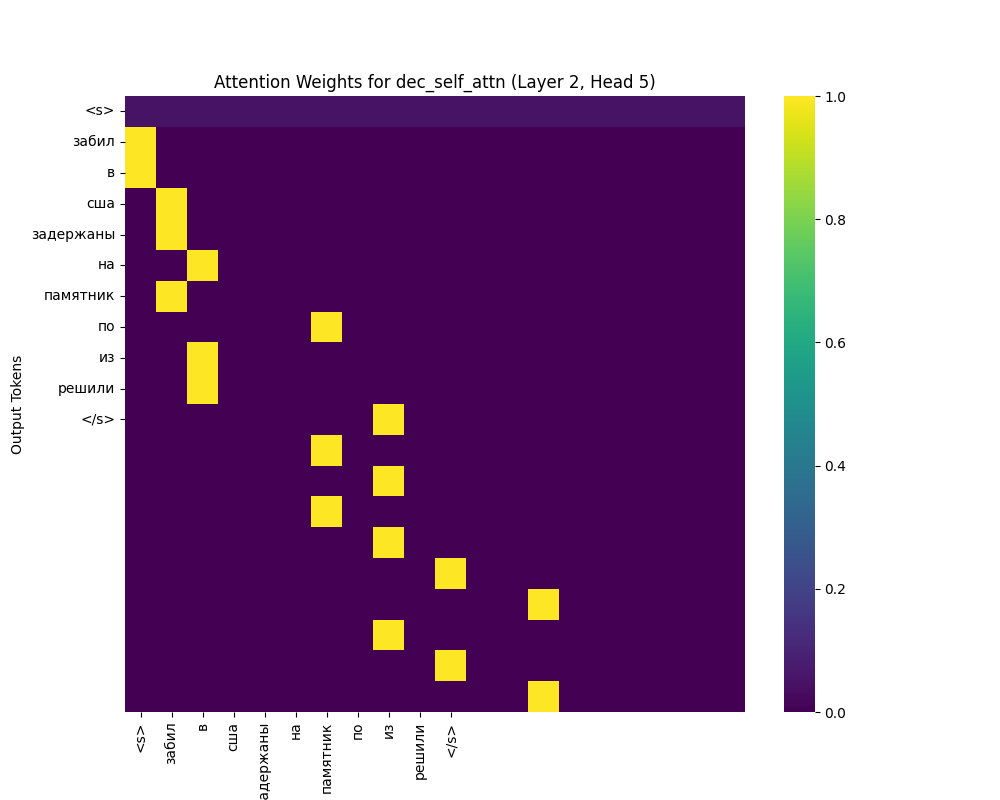 Attention Weights for dec_self_attn (Layer 2, Head 5)
Output Tokens
<s>
забил
в
сша
задержаны
на
памятник
по
из
решили
</s>
<s>
забил
в
сша
адержаны
на
памятник
по
из
решили
</s>
1.0
0.8
0.6
0.4
0.2
0.0